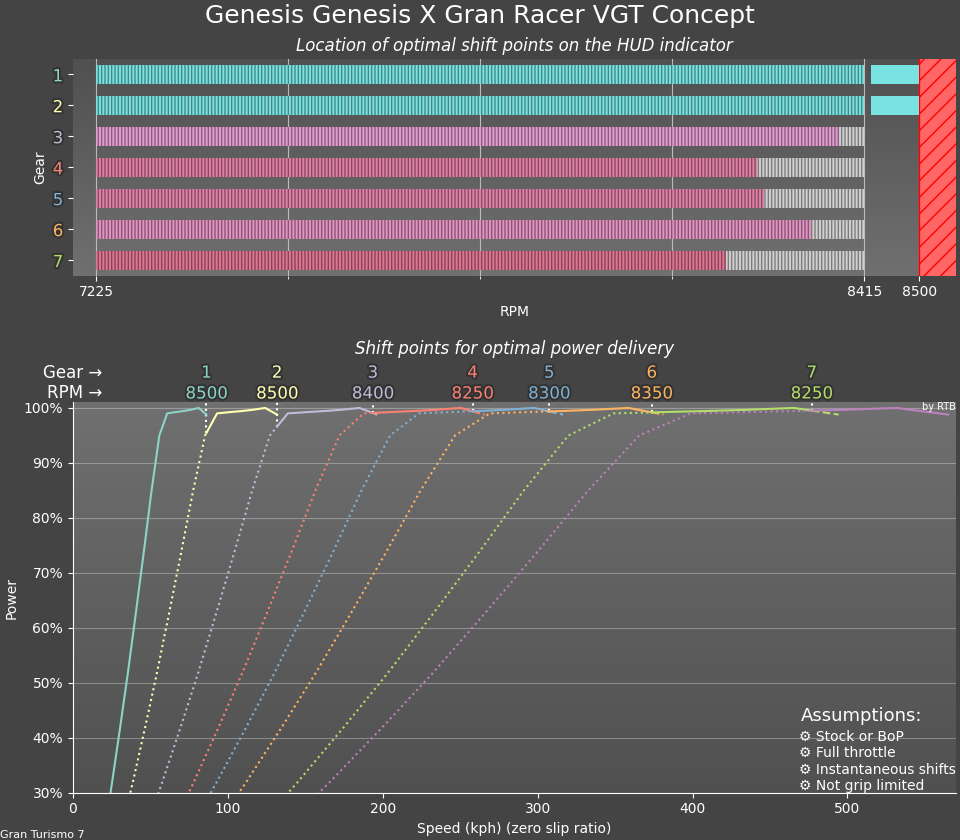 Genesis Genesis X Gran Racer VGT Concept
Location of optimal shift points on the HUD indicator
Gear
1
2
3
4
5
6
7
7225 8415 8500
RPM
Shift points for optimal power delivery
Gear → 1 2 3 4 5 6 7
RPM → 8500 8500 8400 8250 8300 8350 8250
by RTB
100%
90%
80%
70%
60%
50%
40%
30%
Power
Assumptions:
⚙ Stock or BoP
⚙ Full throttle
⚙ Instantaneous shifts
⚙ Not grip limited
0 100 200 300 400 500
Speed (kph) (zero slip ratio)
Gran Turismo 7